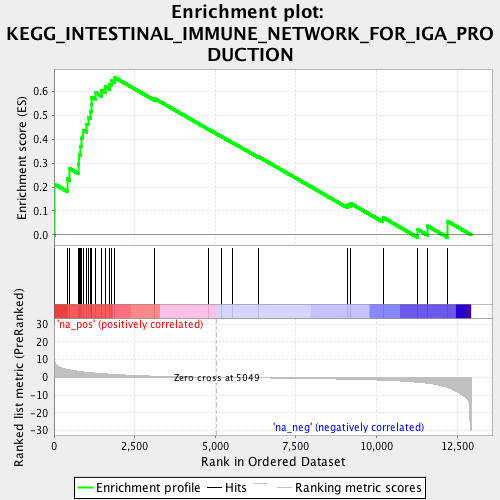 Enrichment plot:
KEGG_INTESTINAL_IMMUNE_NETWORK_FOR_IGA_PRO
DUCTION
Enrichment score (ES)
0.6
0.5
0.4
0.3
0.2
0.1
0.0
'na_pos' (positively correlated)
Ranked list metric (PreRanked)
30
20
10
0
-10
-20
-30
Zero cross at 5049
'na_neg' (negatively correlated)
0 2,500 5,000 7,500 10,000 12,500
Rank in Ordered Dataset
Enrichment profile Hits Ranking metric scores